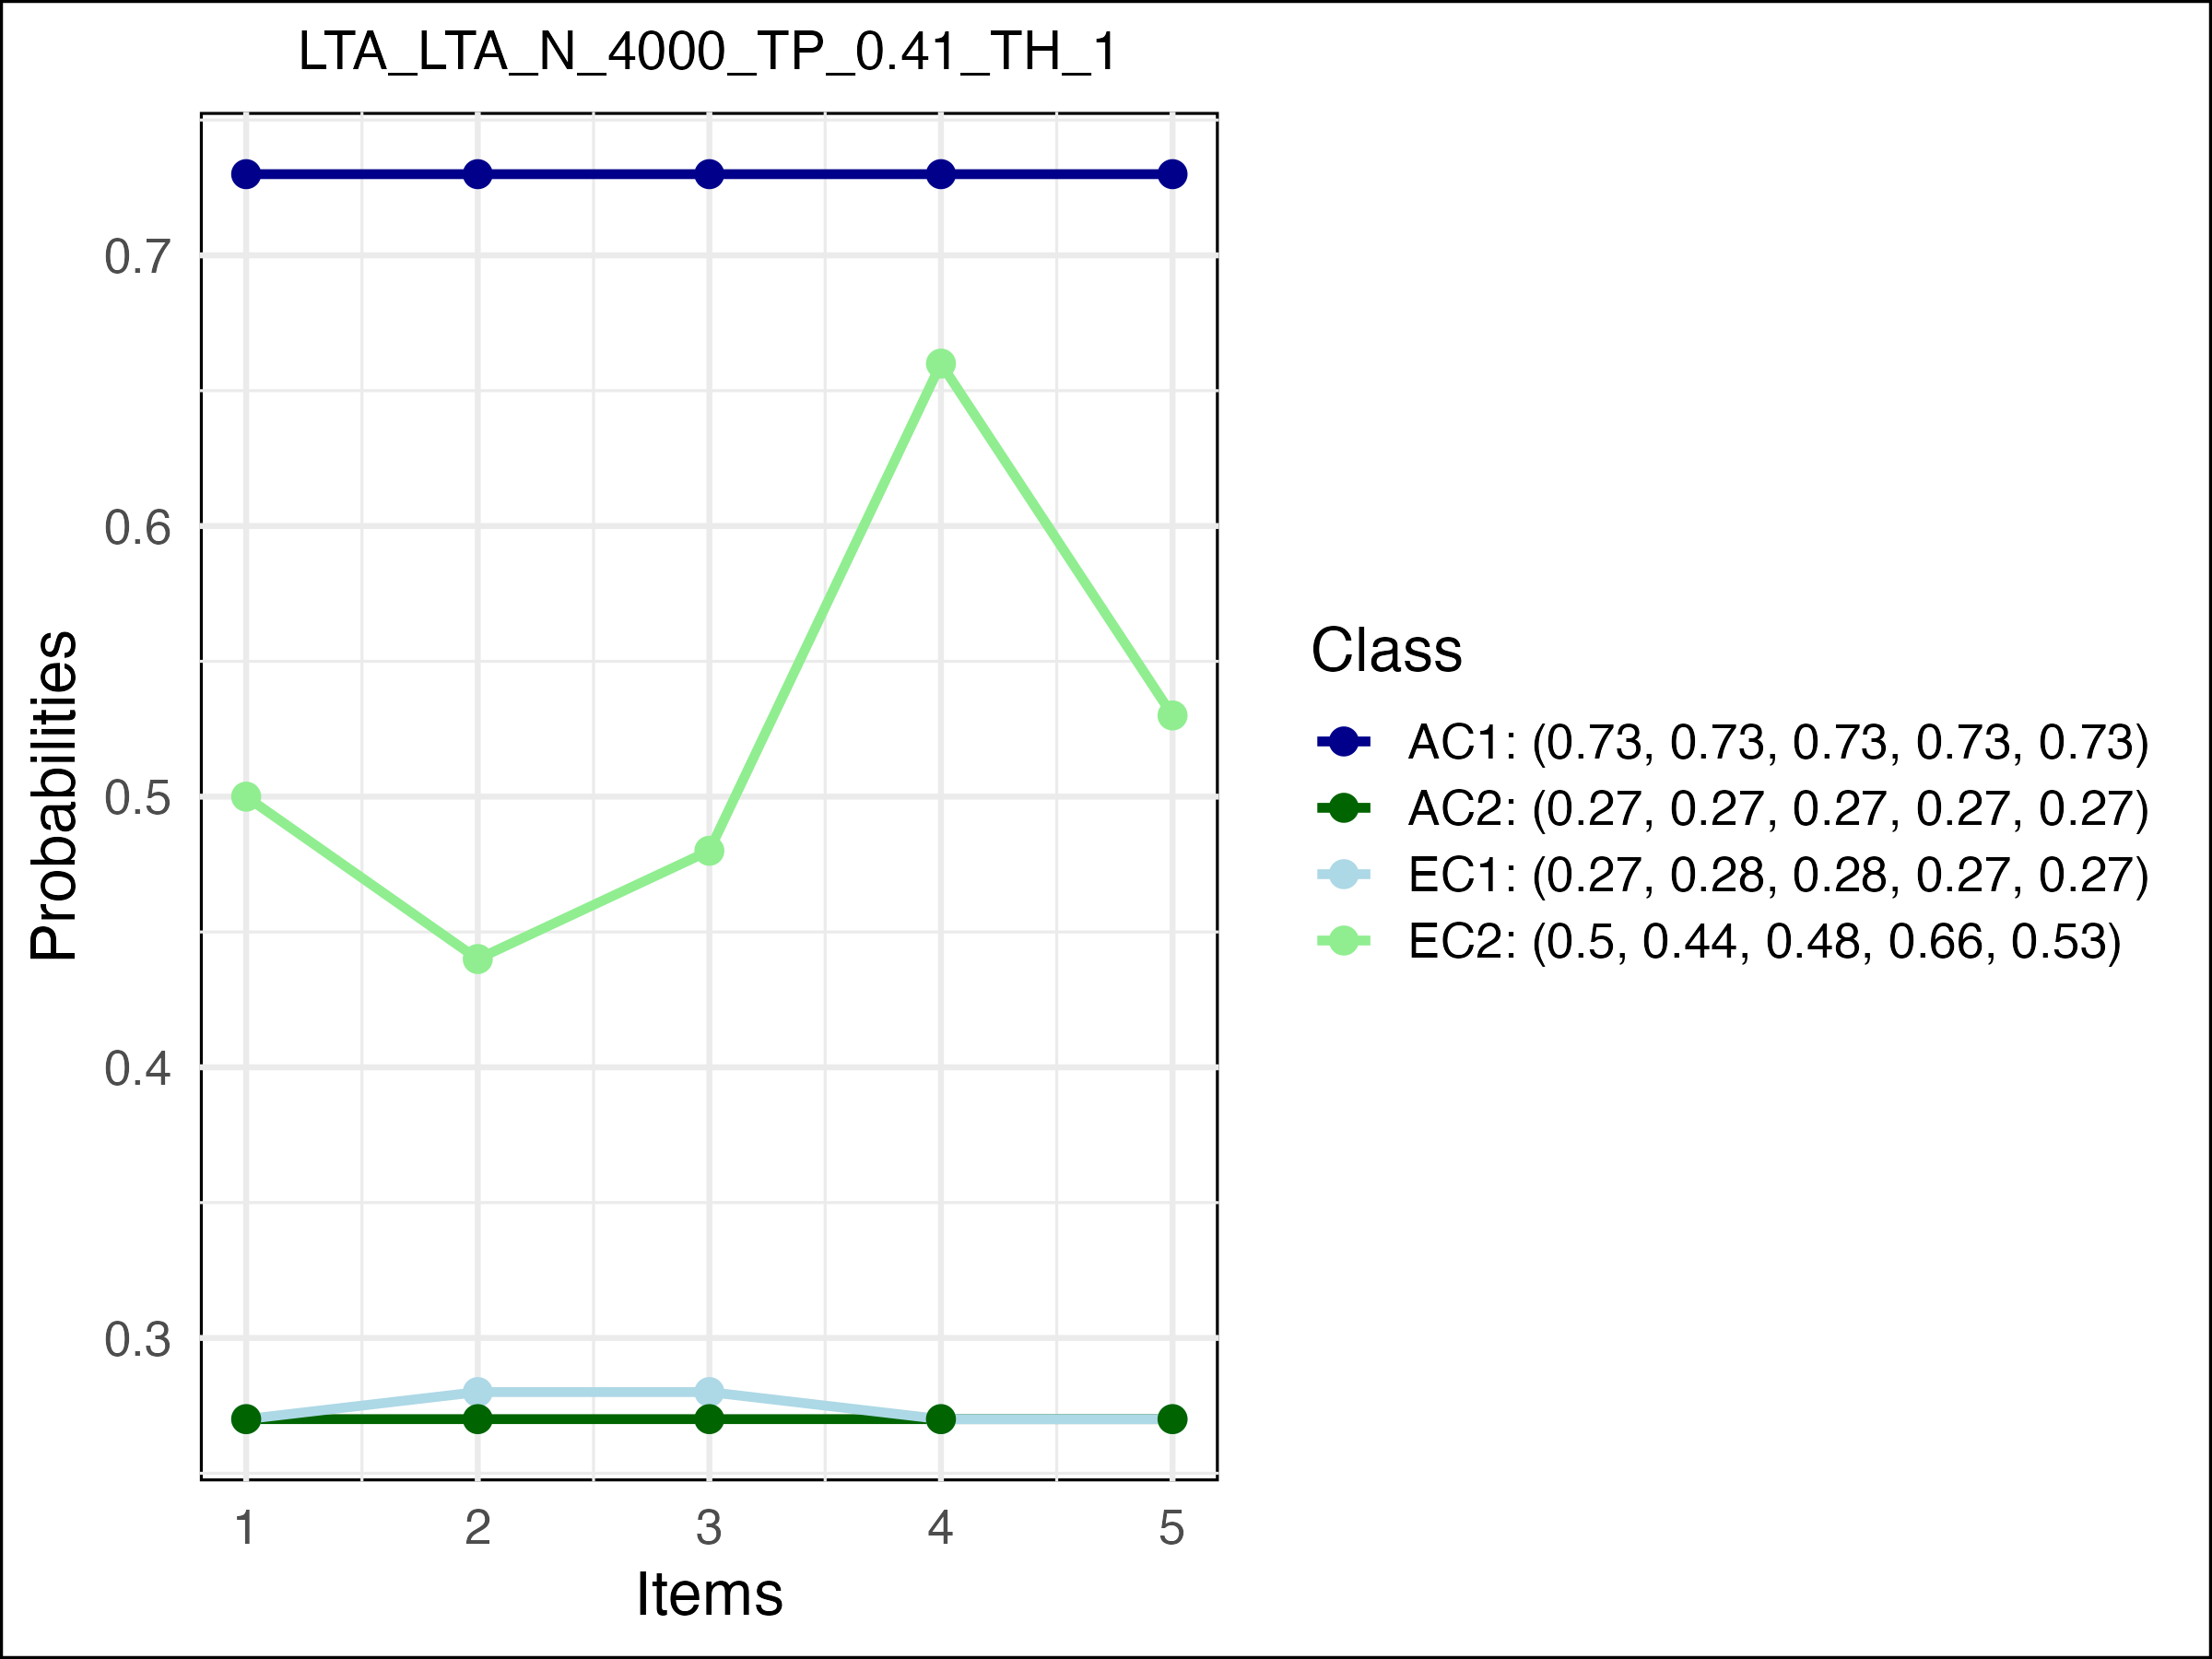 LTA_LTA_N_4000_TP_0.41_TH_1
Probabilities
0.7
0.6
0.5
0.4
0.3
1 2 3 4 5
Items
Class
AC1: (0.73, 0.73, 0.73, 0.73, 0.73)
AC2: (0.27, 0.27, 0.27, 0.27, 0.27)
EC1: (0.27, 0.28, 0.28, 0.27, 0.27)
EC2: (0.5, 0.44, 0.48, 0.66, 0.53)